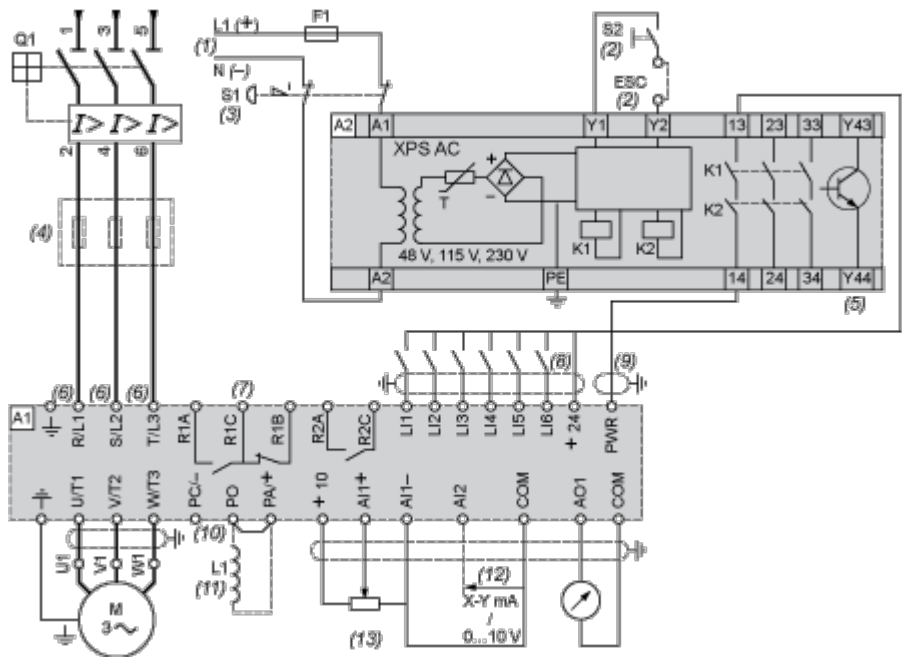 1 3 5
Q1
I> I> I>
2 4 6
(4)
L1 (+) F1
(1)
N (–)
S1
(3)
S2
(2)
ESC
(2)
A2 A1 Y1 Y2 13 23 33 Y43
XPS AC
+
–
T
K1
K2
K1 K2
48 V, 115 V, 230 V
A2 PE 14 24 34 Y44
(5)
(6) (6) (6) (7) (8) (9)
A1
R/L1 S/L2 T/L3 R1A R1C R1B R2A R2C LI1 LI2 LI3 LI4 LI5 LI6 + 24 PWR
U/T1 V/T2 W/T3 PC/- PO PA/+ + 10 AI1+ AI1– AI2 COM AO1 COM
(10)
U1 V1 W1
L1
(11)
M
3~
(12)
X-Y mA
/
0...10 V
(13)